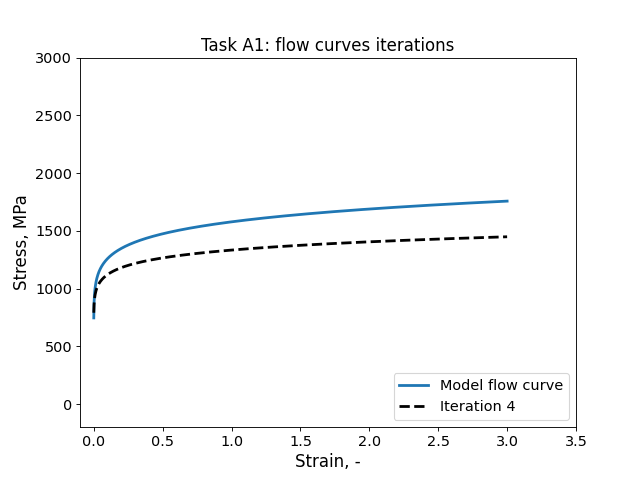 Task A1: flow curves iterations
3000
2500
2000
1500
1000
500
0
Stress, MPa
Model flow curve
Iteration 4
0.0 0.5 1.0 1.5 2.0 2.5 3.0 3.5
Strain, -